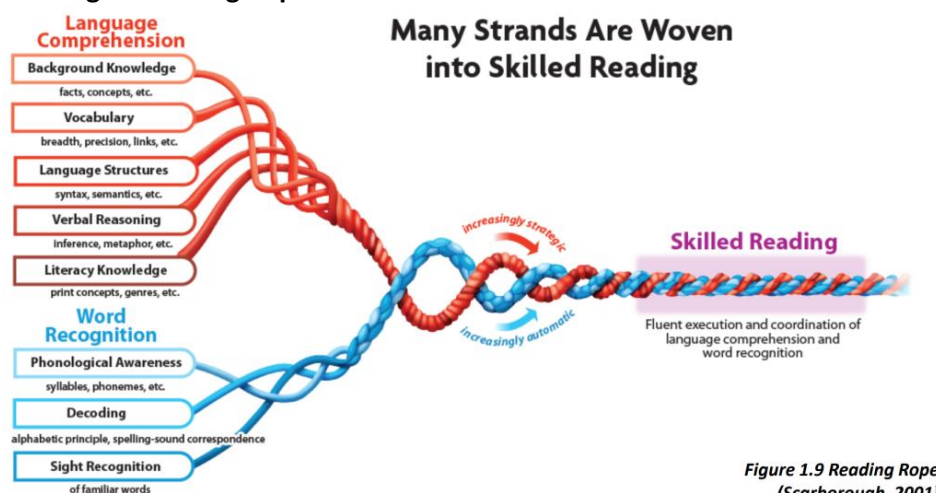 Many Strands Are Woven
into Skilled Reading
Language
Comprehension
Background Knowledge
facts, concepts, etc.
Vocabulary
breadth, precision, links, etc.
Language Structures
syntax, semantics, etc.
Verbal Reasoning
inference, metaphor, etc.
Literacy Knowledge
print concepts, genres, etc.
Word
Recognition
Phonological Awareness
syllables, phonemes, etc.
Decoding
alphabetic principle, spelling-sound correspondence
Sight Recognition
of familiar words
increasingly strategic
increasingly automatic
Skilled Reading
Fluent execution and coordination of
language comprehension and
word recognition
Figure 1.9 Reading Rope
(Scarborough, 2001)